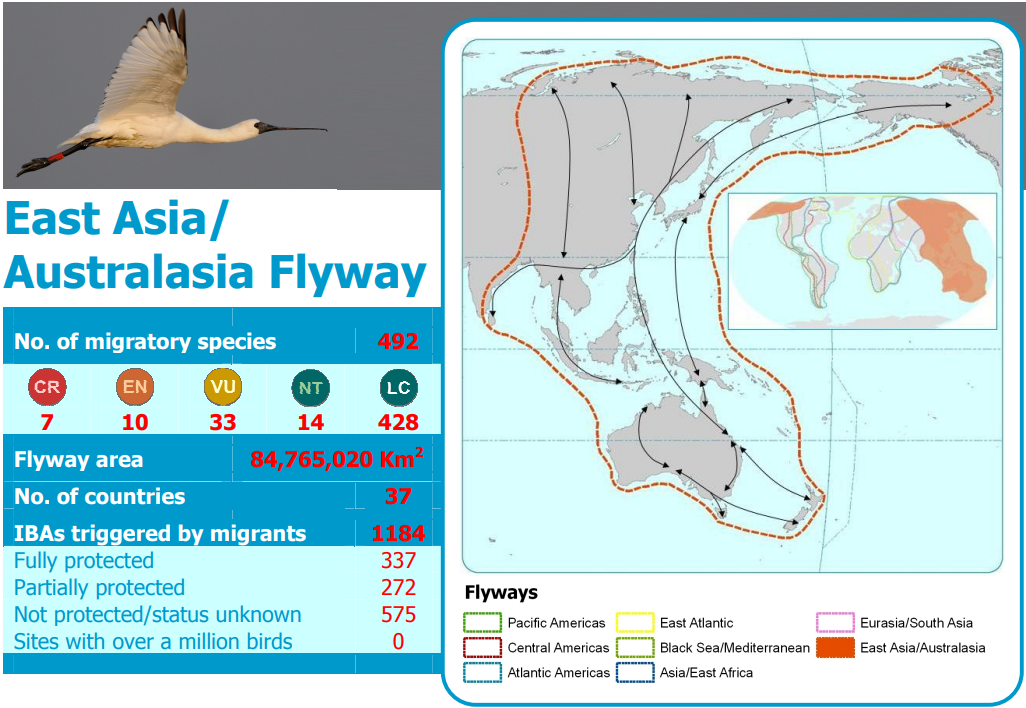 East Asia/
Australasia Flyway
No. of migratory species 492
CR EN VU NT LC
7 10 33 14 428
Flyway area 84,765,020 Km²
No. of countries 37
IBAs triggered by migrants 1184
Fully protected 337
Partially protected 272
Not protected/status unknown 575
Sites with over a million birds 0
Flyways
Pacific Americas East Atlantic Eurasia/South Asia
Central Americas Black Sea/Mediterranean East Asia/Australasia
Atlantic Americas Asia/East Africa